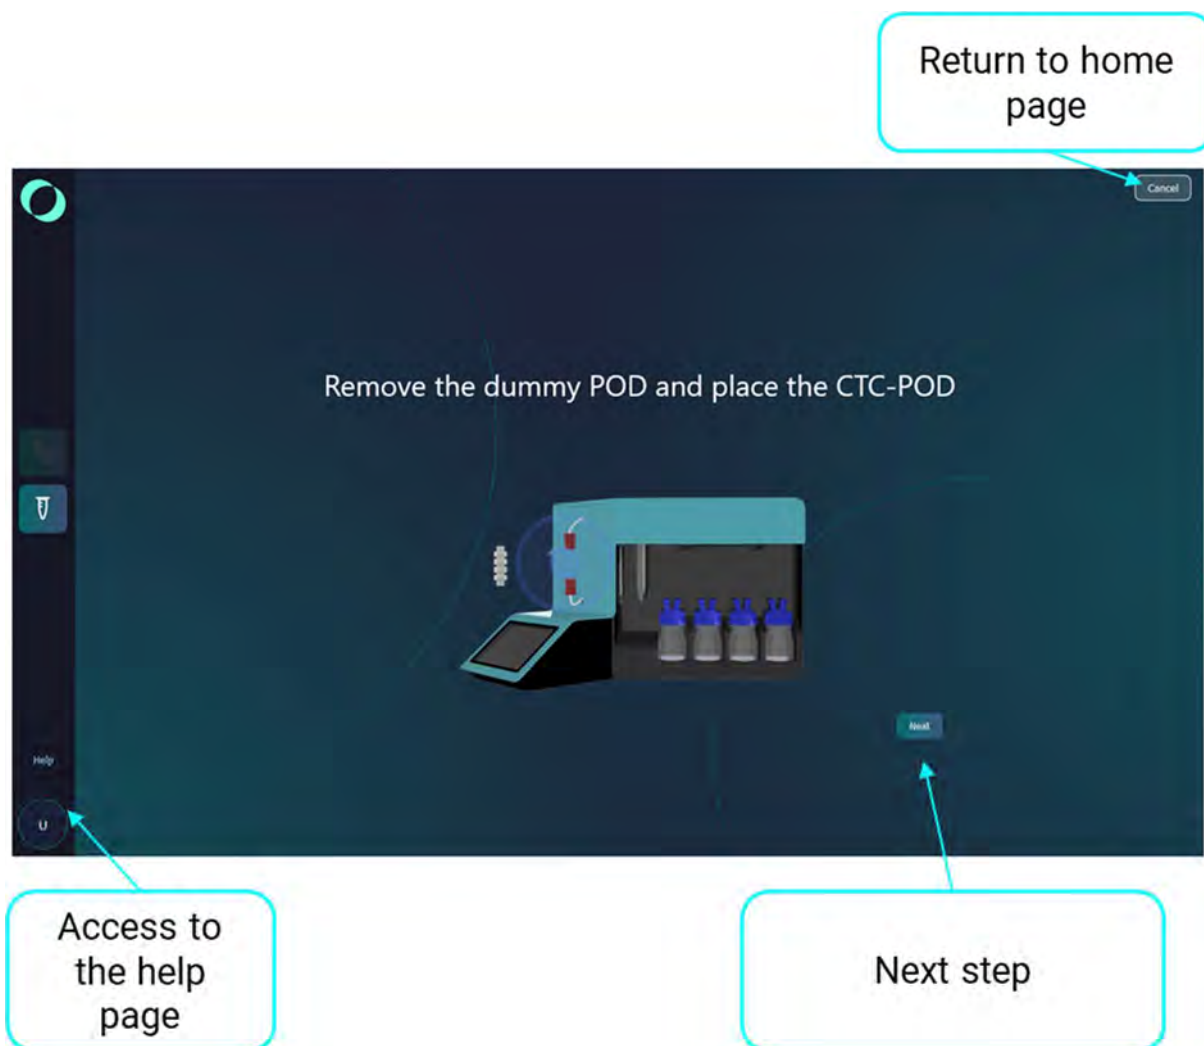 Return to home
page
Cancel
Remove the dummy POD and place the CTC-POD
Next
Help
U
Access to
the help
page
Next step